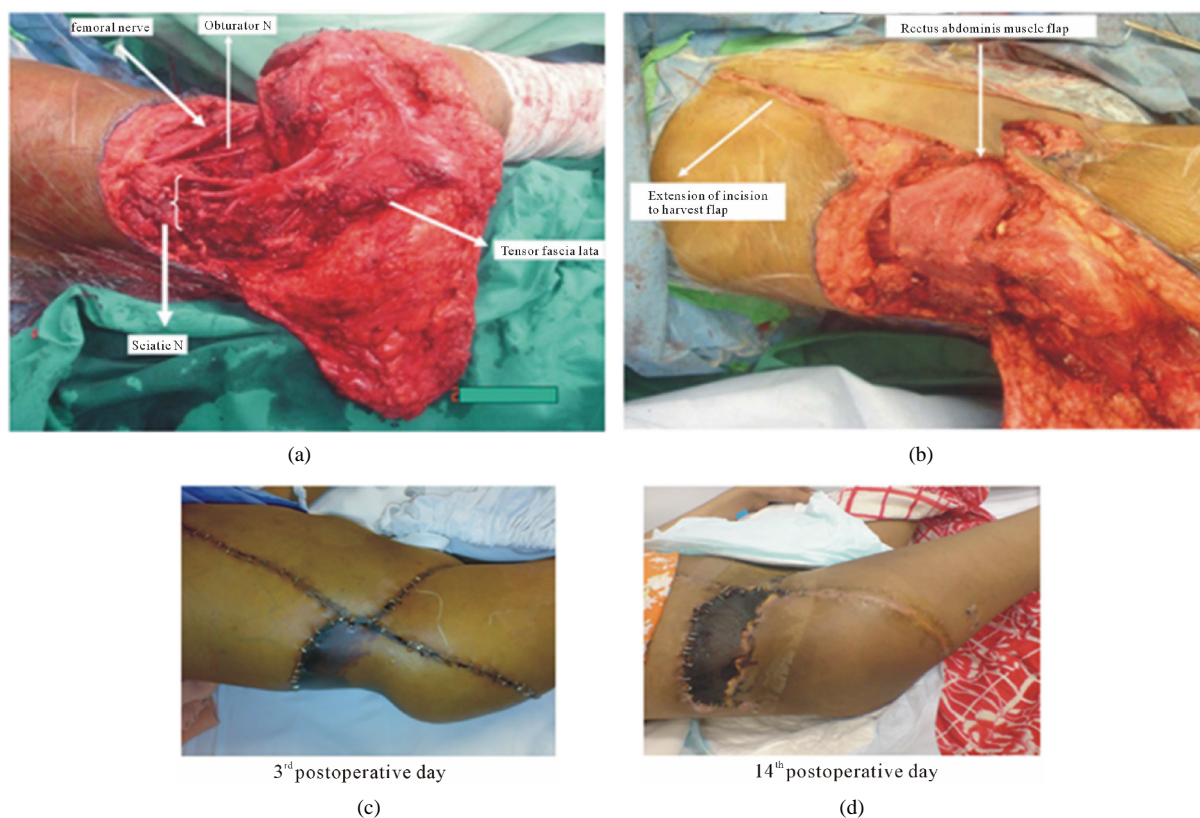 femoral nerve
Obturator N
Tensor fascia lata
Sciatic N
(a)
Rectus abdominis muscle flap
Extension of incision
to harvest flap
(b)
3rd postoperative day
(c)
14th postoperative day
(d)